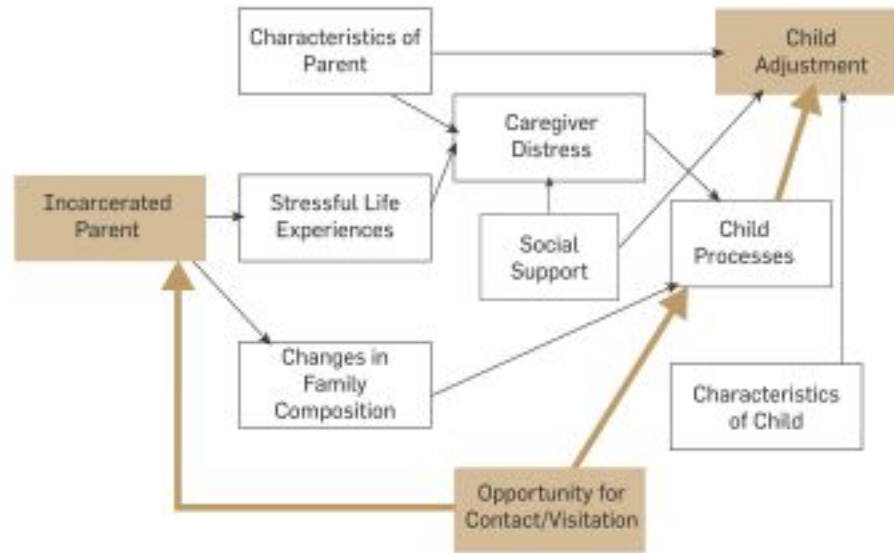 Characteristics of
Parent
Child
Adjustment
Caregiver
Distress
Incarcerated
Parent
Stressful Life
Experiences
Social
Support
Child
Processes
Changes in
Family
Composition
Characteristics
of Child
Opportunity for
Contact/Visitation